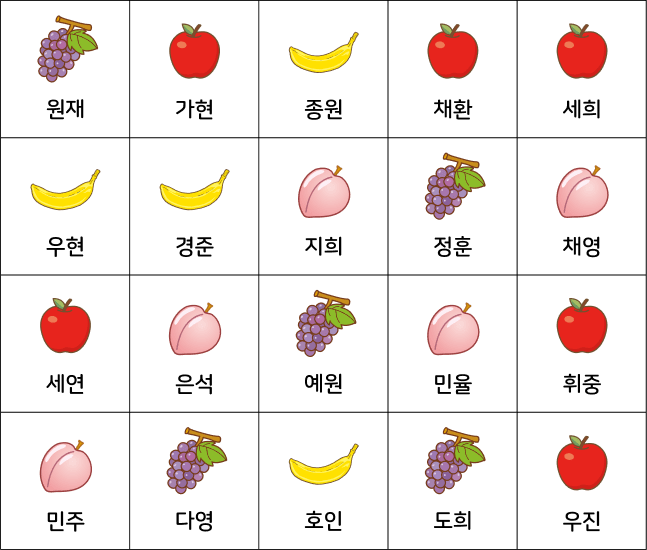 원재 가현 종원 채환 세희
우현 경준 지희 정훈 채영
세연 은석 예원 민율 휘중
민주 다영 호인 도희 우진